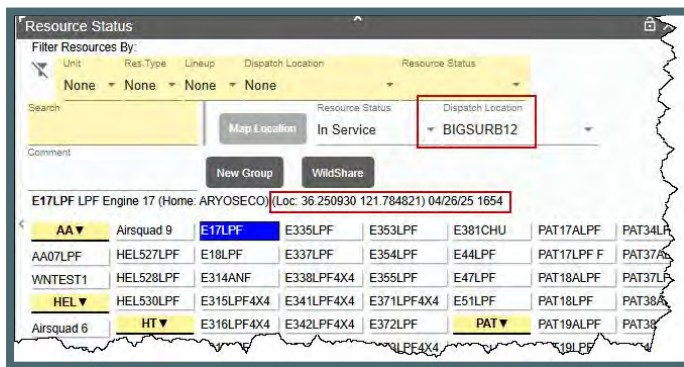 Resource Status
Filter Resources By:
Unit Res.Type Lineup Dispatch Location Resource Status
None None None None
Search
Resource Status Dispatch Location
Map Location In Service BIGSURB12
Comment
New Group WildShare
E17LPF LPF Engine 17 (Home: ARYOSECO) (Loc: 36.250930 121.784821) 04/26/25 1654
AA▼ Airsquad 9 E17LPF E335LPF E353LPF E381CHU PAT17ALPF
AA07LPF HEL527LPF E18LPF E337LPF E354LPF E44LPF PAT17LPF F
WNTEST1 HEL528LPF E314ANF E338LPF4X4 E355LPF E47LPF PAT18ALPF
HEL▼ HEL530LPF E315LPF4X4 E341LPF4X4 E371LPF4X4 E51LPF PAT18LPF
Airsquad 6 HT▼ E316LPF4X4 E342LPF4X4 E372LPF PAT▼ PAT19ALPF